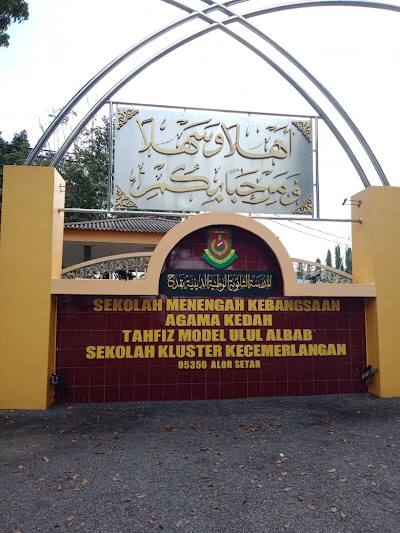 أهلا وسهلا
ومرحبا بكم
المدرسة الثانوية الوطنية الدينية بقدح
SEKOLAH MENENGAH KEBANGSAAN
AGAMA KEDAH
TAHFIZ MODEL ULUL ALBAB
SEKOLAH KLUSTER KECEMERLANGAN
05350 ALOR SETAR